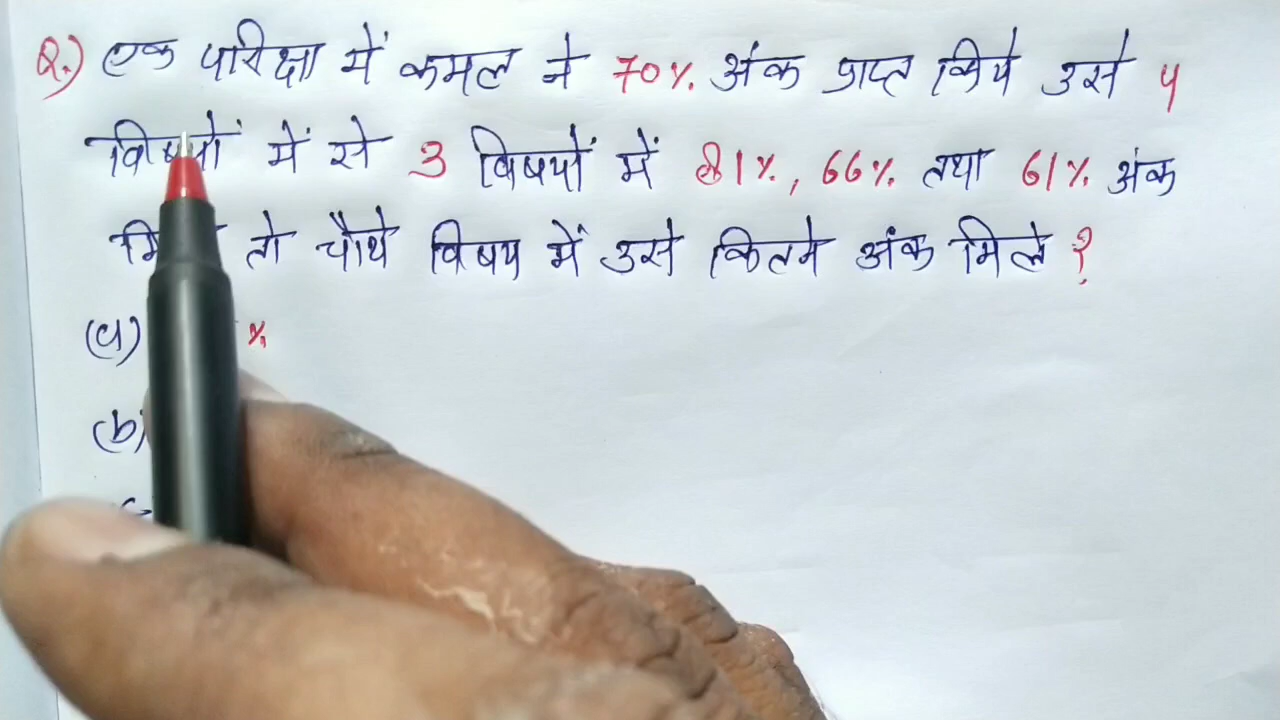 Q.) एक परिक्षा में कमल ने 70% अंक प्राप्त किये उसे 4
विषयों में से 3 विषयों में 81%, 66% तथा 61% अंक
तो चौथे विषय में उसे कितने अंक मिले ?
(a) %
(b)